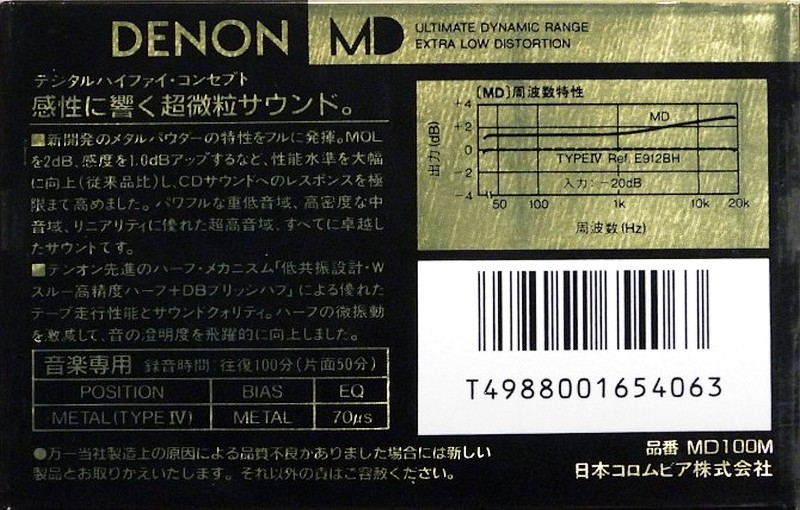 DENON MD ULTIMATE DYNAMIC RANGE
EXTRA LOW DISTORTION
デジタルハイファイ・コンセプト
感性に響く超微粒サウンド。
■新開発のメタルパウダーの特性をフルに発揮。MOL
を2dB、感度を1.0dBアップするなど、性能水準を大幅
に向上(従来品比)し、CDサウンドへのレスポンスを極
限まで高めました。パワフルな重低音域、高密度な中
音域、リニアリティに優れた超高音域、すべてに卓越し
たサウンドです。
■デンオン先進のハーフ・メカニズム「低共振設計・W
スルー高精度ハーフ+DBブリッジハブ」による優れた
テープ走行性能とサウンドクォリティ。ハーフの微振動
を激減して、音の澄明度を飛躍的に向上しました。
音楽専用 録音時間:往復100分(片面50分)
POSITION BIAS EQ
METAL(TYPE IV) METAL 70μs
●万一当社製造上の原因による品質不良がありました場合には新しい
製品とお取りかえいたします。それ以外の責はご容赦ください。
[MD]周波数特性
出力(dB)
+4
+2
0
-2
-4
MD
TYPE IV Ref. E912BH
入力:-20dB
50 100 1k 10k 20k
周波数(Hz)
T4988001654063
品番 MD100M
日本コロムビア株式会社